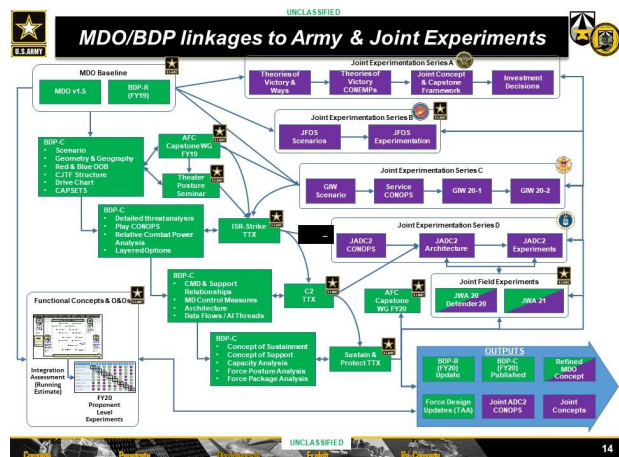 UNCLASSIFIED
U.S.ARMY
MDO/BDP linkages to Army & Joint Experiments
MDO Baseline
MDO v1.5
BDP-R
(FY19)
Joint Experimentation Series A
Theories of
Victory &
Ways
Theories of
Victory
CONEMPs
Joint Concept
& Capstone
Framework
Investment
Decisions
Joint Experimentation Series B
JFOS
Scenarios
JFOS
Experimentation
BDP-C
• Scenario
• Geometry & Geography
• Red & Blue OOB
• CJTF Structure
• Drive Chart
• CAPSETS
AFC
Capstone WG
FY19
Theater
Posture
Seminar
Joint Experimentation Series C
GIW
Scenario
Service
CONOPS
GIW 20-1
GIW 20-2
BDP-C
• Detailed threat analysis
• Play CONOPS
• Relative Combat Power
Analysis
• Layered Options
ISR-Strike
TTX
Joint Experimentation Series D
JADC2
CONOPS
JADC2
Architecture
JADC2
Experiments
BDP-C
• CMD & Support
Relationships
• MD Control Measures
• Architecture
• Data Flows / AI Threads
C2
TTX
AFC
Capstone
WG FY20
Joint Field Experiments
JWA 20
Defender 20
JWA 21
Functional Concepts & O&Os
Integration
Assessment
(Running
Estimate)
FY20
Proponent
Level
Experiments
BDP-C
• Concept of Sustainment
• Concept of Support
• Capacity Analysis
• Force Posture Analysis
• Force Package Analysis
Sustain &
Protect TTX
OUTPUTS
BDP-R
(FY20)
Update
BDP-C
(FY20)
Published
Refined
MDO
Concept
Force Design
Updates (TAA)
Joint ADC2
CONOPS
Joint
Concepts
UNCLASSIFIED
14